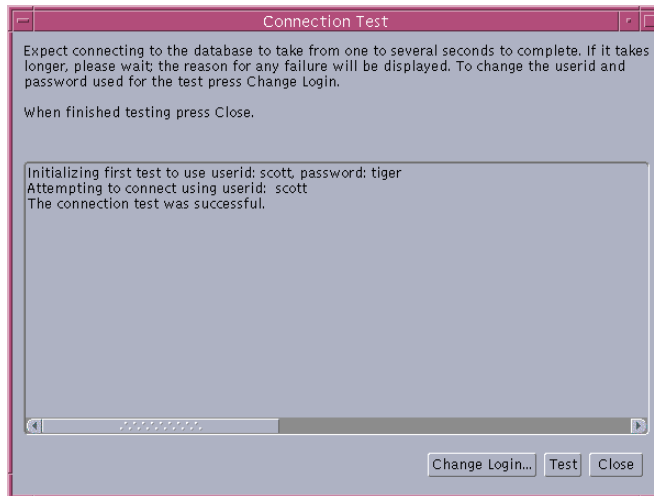 Connection Test
Expect connecting to the database to take from one to several seconds to complete. If it takes
longer, please wait; the reason for any failure will be displayed. To change the userid and
password used for the test press Change Login.
When finished testing press Close.
Initializing first test to use userid: scott, password: tiger
Attempting to connect using userid:  scott
The connection test was successful.
Change Login... Test Close